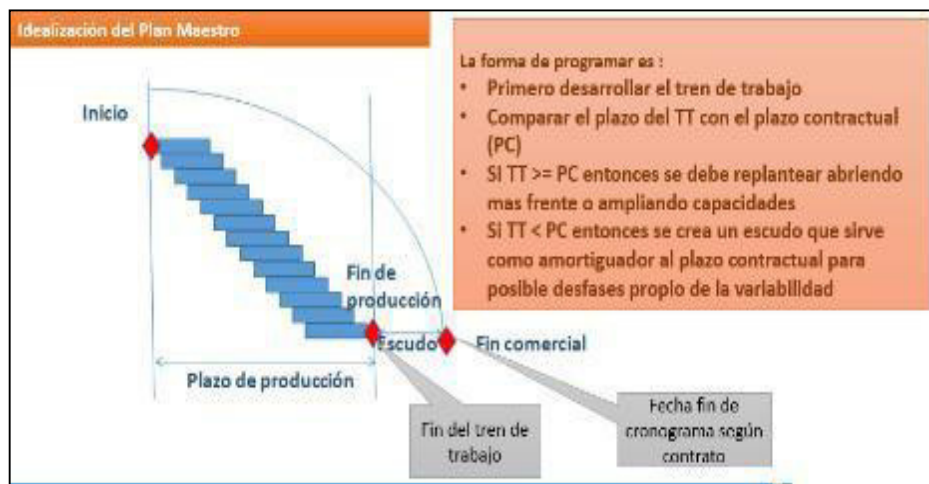 Idealización del Plan Maestro
La forma de programar es :
• Primero desarrollar el tren de trabajo
• Comparar el plazo del TT con el plazo contractual
(PC)
• Si TT >= PC entonces se debe replantear abriendo
mas frente o ampliando capacidades
• Si TT < PC entonces se crea un escudo que sirve
como amortiguador al plazo contractual para
posible desfases propio de la variabilidad
Inicio
Fin de
producción
Escudo
Fin comercial
Plazo de producción
Fin del tren de
trabajo
Fecha fin de
cronograma según
contrato